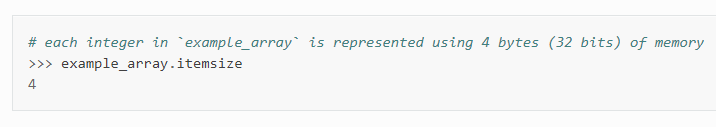 # each integer in `example_array` is represented using 4 bytes (32 bits) of memory
>>> example_array.itemsize
4